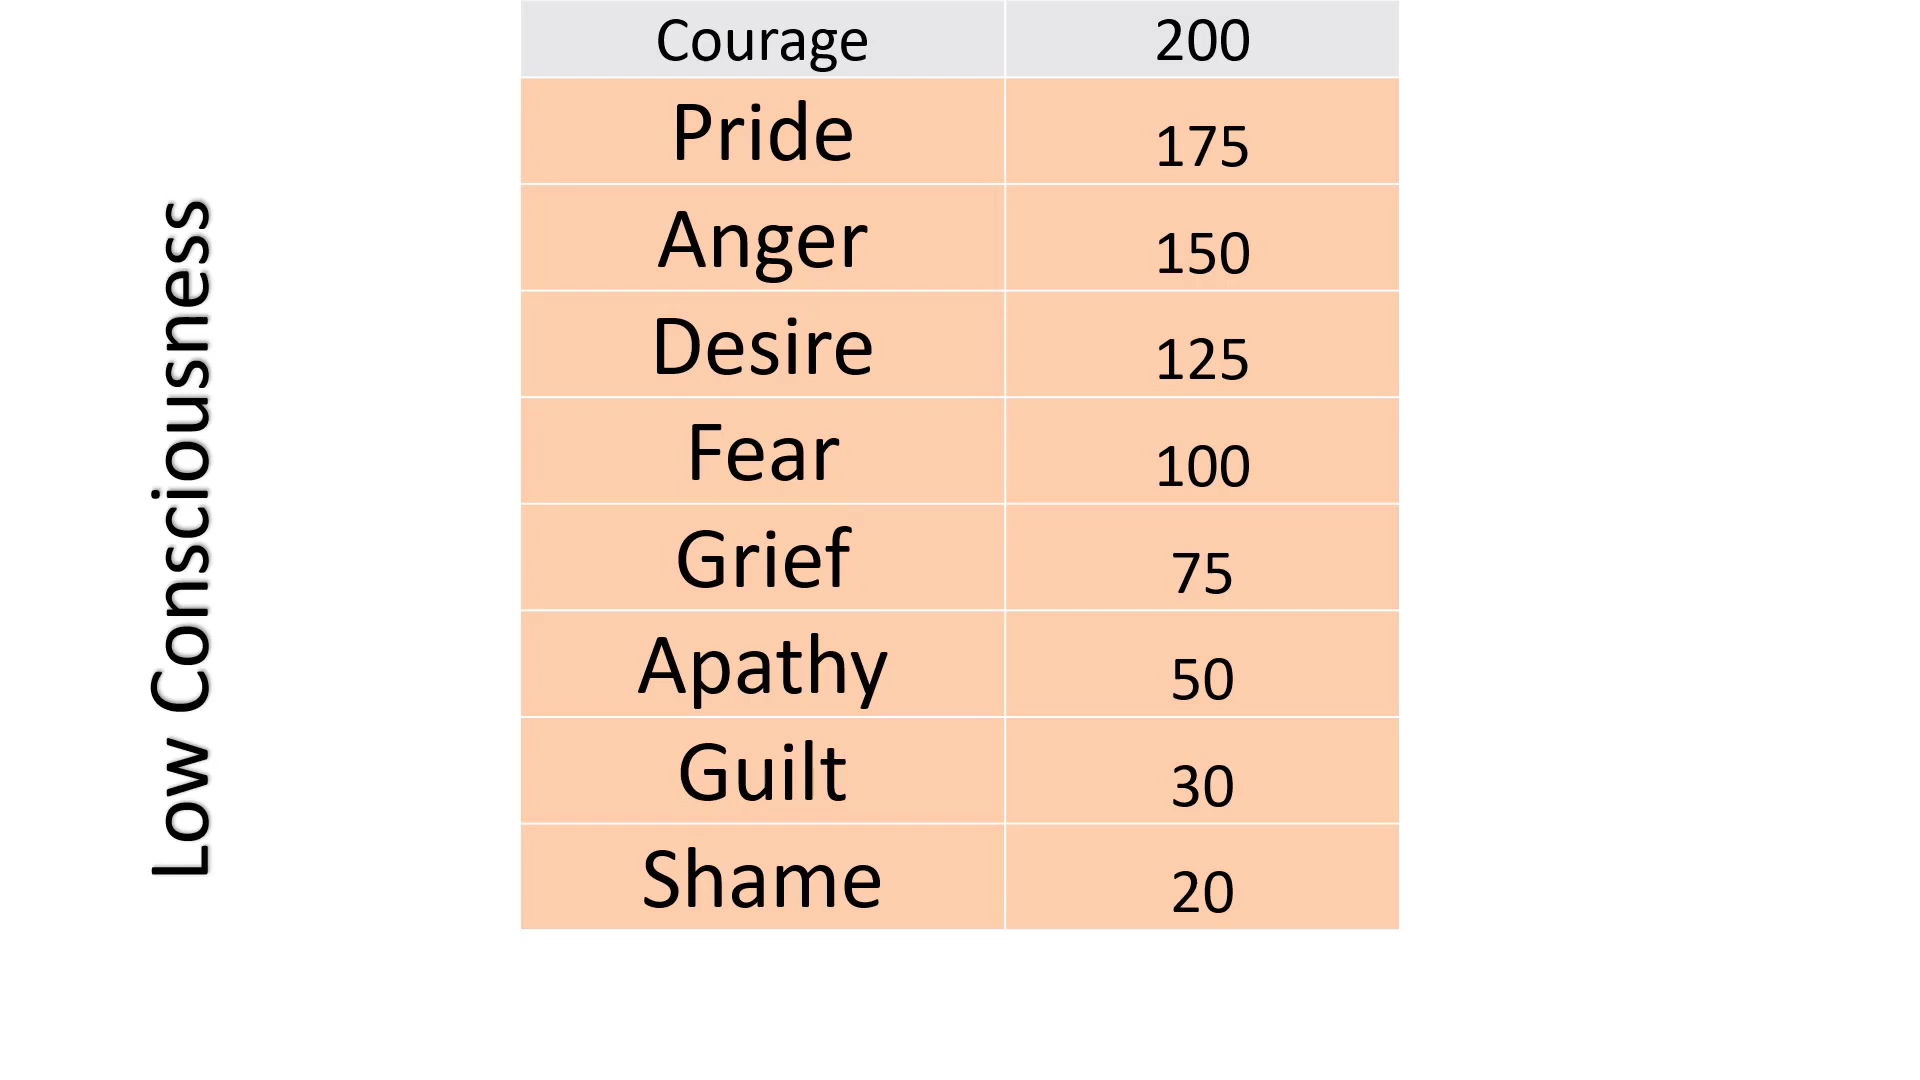 Low Consciousness
Courage 200
Pride 175
Anger 150
Desire 125
Fear 100
Grief 75
Apathy 50
Guilt 30
Shame 20